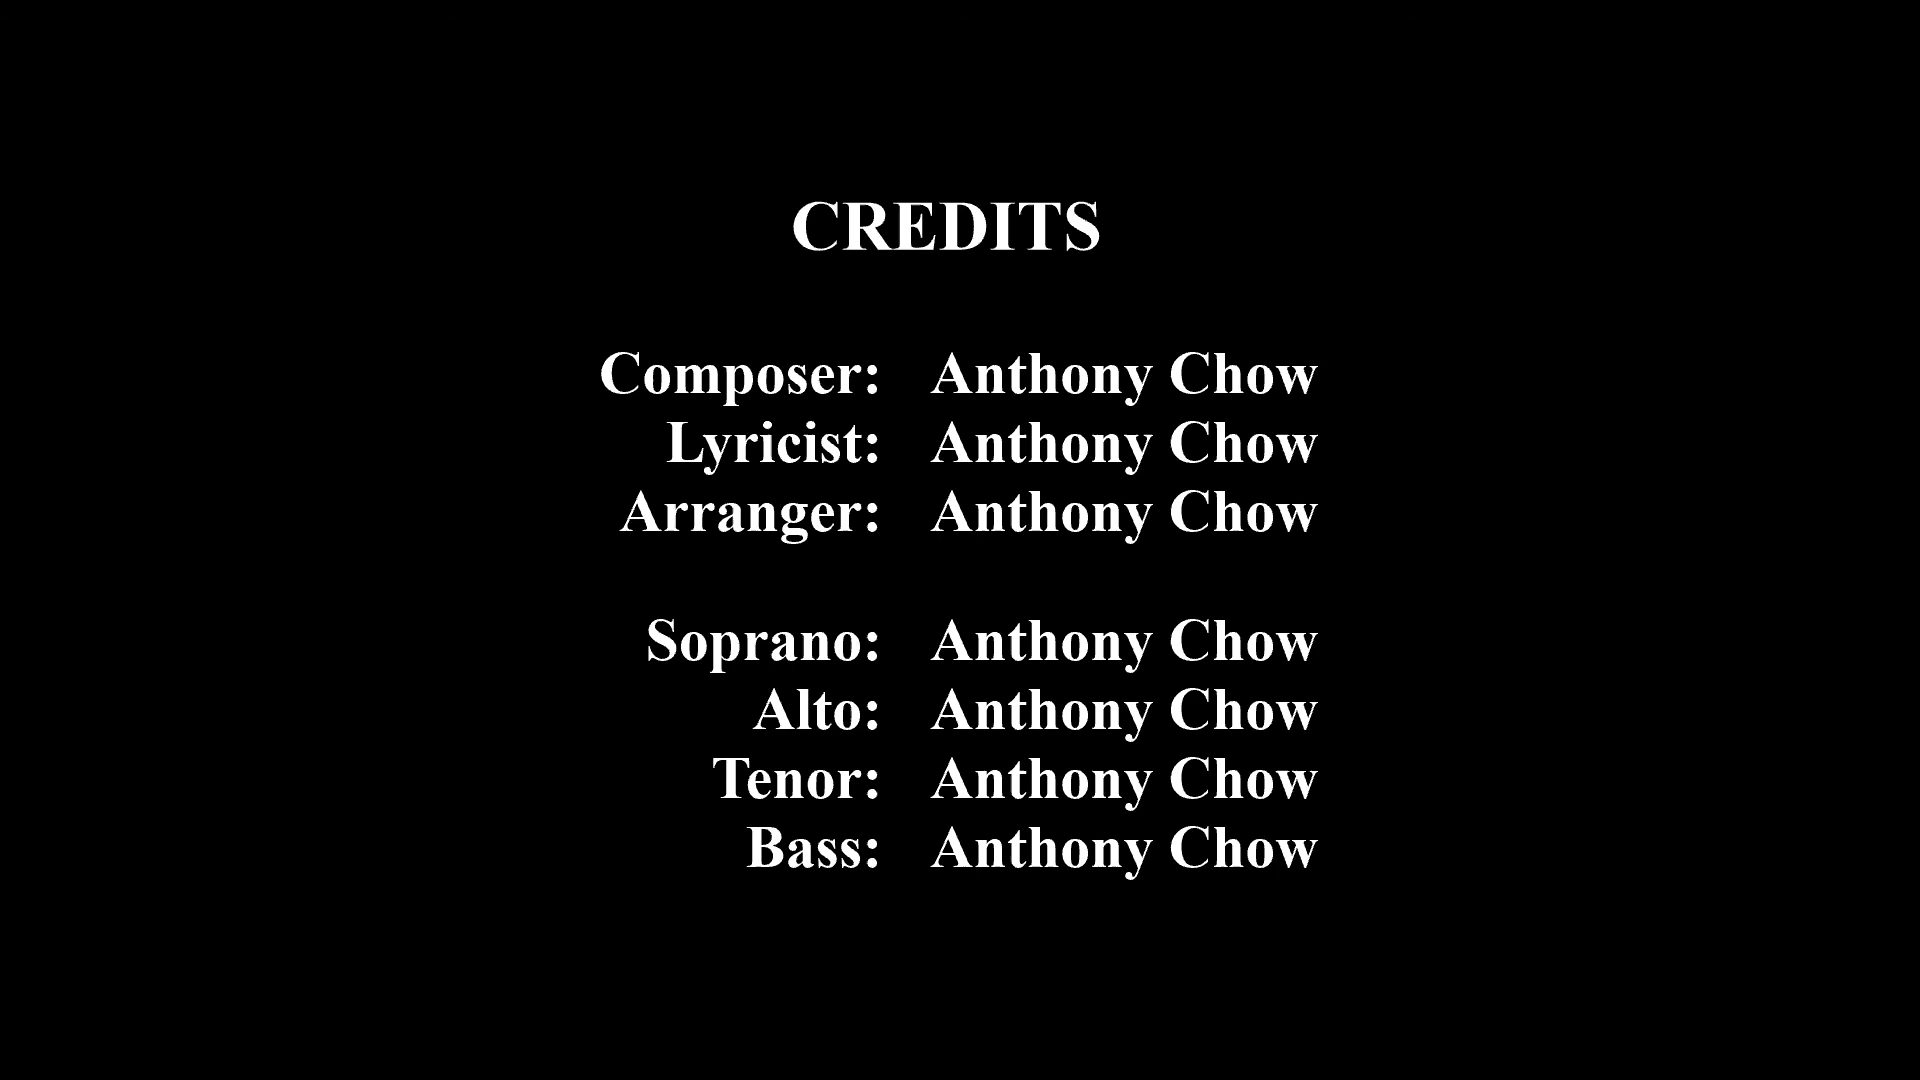 CREDITS
Composer: Anthony Chow
Lyricist: Anthony Chow
Arranger: Anthony Chow
Soprano: Anthony Chow
Alto: Anthony Chow
Tenor: Anthony Chow
Bass: Anthony Chow